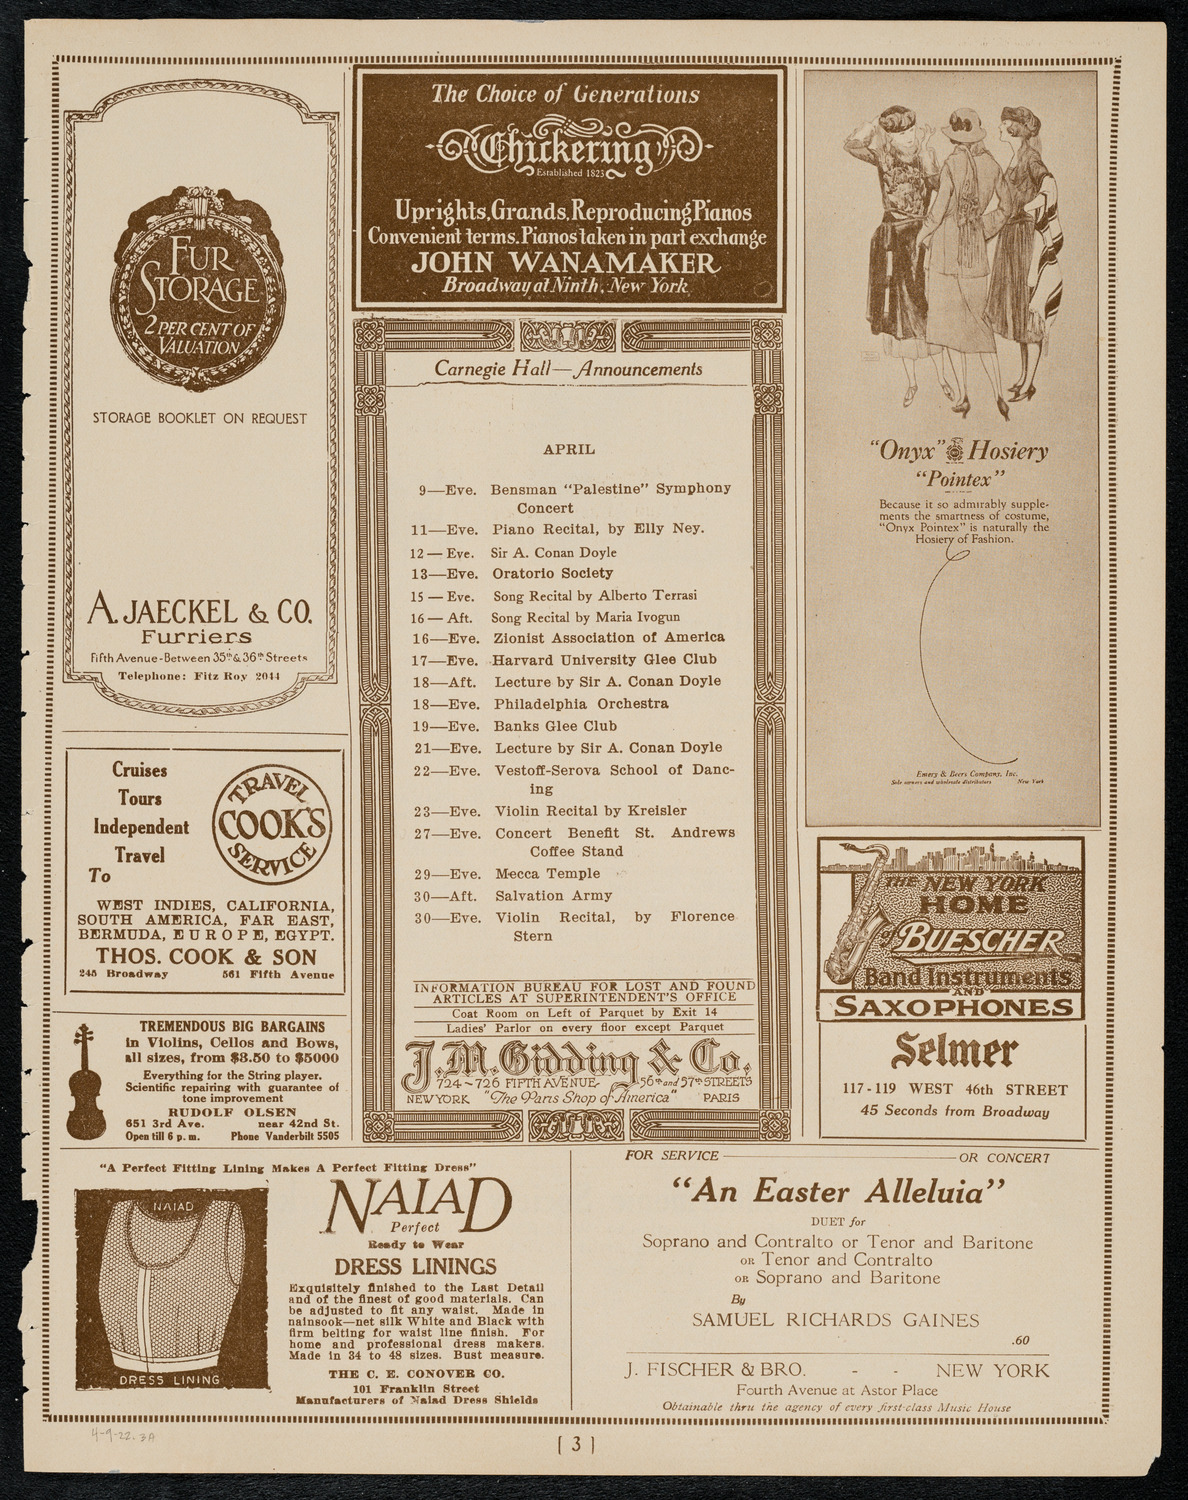 FUR
STORAGE
2 PER CENT OF
VALUATION
STORAGE BOOKLET ON REQUEST
A. JAECKEL & CO.
Furriers
Fifth Avenue-Between 35th & 36th Streets
Telephone: Fitz Roy 2044
Cruises
Tours
Independent
Travel
To
TRAVEL
COOK'S
SERVICE
WEST INDIES, CALIFORNIA,
SOUTH AMERICA, FAR EAST,
BERMUDA, EUROPE, EGYPT.
THOS. COOK & SON
245 Broadway 561 Fifth Avenue
TREMENDOUS BIG BARGAINS
in Violins, Cellos and Bows,
all sizes, from $3.50 to $5000
Everything for the String player.
Scientific repairing with guarantee of
tone improvement
RUDOLF OLSEN
651 3rd Ave. near 42nd St.
Open till 6 p.m. Phone Vanderbilt 5505
The Choice of Generations
Chickering
Established 1823
Uprights, Grands, Reproducing Pianos
Convenient terms. Pianos taken in part exchange
JOHN WANAMAKER
Broadway at Ninth, New York
Carnegie Hall—Announcements
APRIL
9—Eve. Bensman "Palestine" Symphony
Concert
11—Eve. Piano Recital, by Elly Ney.
12—Eve. Sir A. Conan Doyle
13—Eve. Oratorio Society
15—Eve. Song Recital by Alberto Terrasi
16—Aft. Song Recital by Maria Ivogun
16—Eve. Zionist Association of America
17—Eve. Harvard University Glee Club
18—Aft. Lecture by Sir A. Conan Doyle
18—Eve. Philadelphia Orchestra
19—Eve. Banks Glee Club
21—Eve. Lecture by Sir A. Conan Doyle
22—Eve. Vestoff-Serova School of Danc-
ing
23—Eve. Violin Recital by Kreisler
27—Eve. Concert Benefit St. Andrews
Coffee Stand
29—Eve. Mecca Temple
30—Aft. Salvation Army
30—Eve. Violin Recital, by Florence
Stern
INFORMATION BUREAU FOR LOST AND FOUND
ARTICLES AT SUPERINTENDENT'S OFFICE
Coat Room on Left of Parquet by Exit 14
Ladies' Parlor on every floor except Parquet
J. M. Gidding & Co.
724-726 FIFTH AVENUE- 56th and 57th STREETS
NEW YORK "The Paris Shop of America" PARIS
"Onyx" Hosiery
"Pointex"
Because it so admirably supple-
ments the smartness of costume,
"Onyx Pointex" is naturally the
Hosiery of Fashion.
Emery & Beers Company, Inc.
Sole owners and wholesale distributors New York
THE NEW YORK
HOME
of BUESCHER
Band Instruments
AND
SAXOPHONES
Selmer
117-119 WEST 46th STREET
45 Seconds from Broadway
"A Perfect Fitting Lining Makes A Perfect Fitting Dress"
NAIAD
DRESS LINING
NAIAD
Perfect
Ready to Wear
DRESS LININGS
Exquisitely finished to the Last Detail
and of the finest of good materials. Can
be adjusted to fit any waist. Made in
nainsook—net silk White and Black with
firm belting for waist line finish. For
home and professional dress makers.
Made in 34 to 48 sizes. Bust measure.
THE C. E. CONOVER CO.
101 Franklin Street
Manufacturers of Naiad Dress Shields
FOR SERVICE OR CONCERT
"An Easter Alleluia"
DUET for
Soprano and Contralto or Tenor and Baritone
OR Tenor and Contralto
OR Soprano and Baritone
By
SAMUEL RICHARDS GAINES
.60
J. FISCHER & BRO. - - NEW YORK
Fourth Avenue at Astor Place
Obtainable thru the agency of every first-class Music House
4-9-22.3A
[ 3 ]